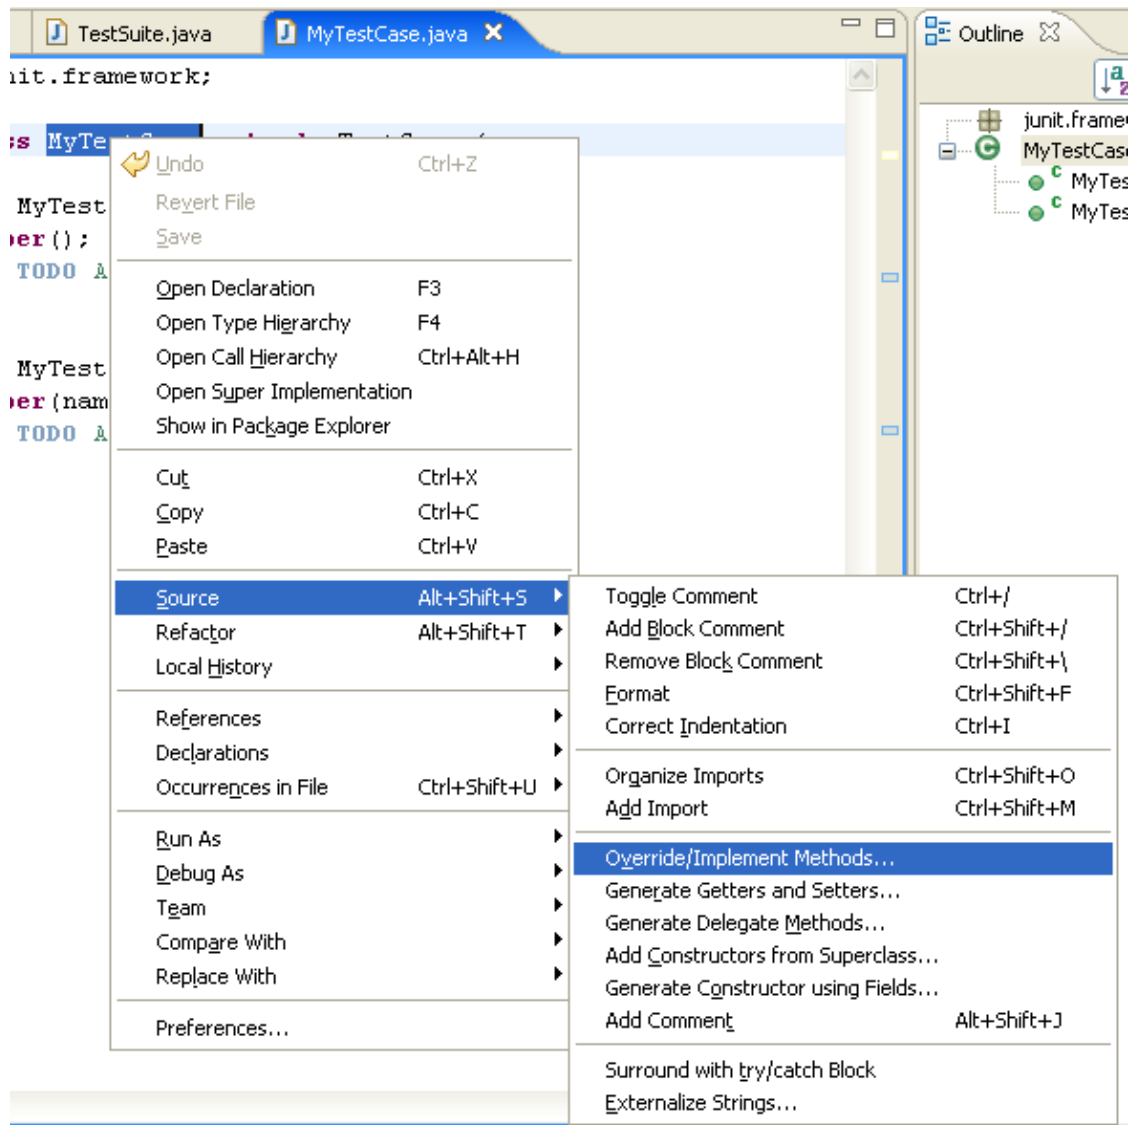 TestSuite.java MyTestCase.java Outline
nit.framework;
junit.frame
ss MyTe
MyTestCas
MyTes
MyTes
Undo Ctrl+Z
Revert File
Save
MyTest
per();
TODO A
Open Declaration F3
Open Type Hierarchy F4
Open Call Hierarchy Ctrl+Alt+H
Open Super Implementation
Show in Package Explorer
MyTest
per(nam
TODO A
Cut Ctrl+X
Copy Ctrl+C
Paste Ctrl+V
Source Alt+Shift+S
Refactor Alt+Shift+T
Local History
References
Declarations
Occurrences in File Ctrl+Shift+U
Run As
Debug As
Team
Compare With
Replace With
Preferences...
Toggle Comment Ctrl+/
Add Block Comment Ctrl+Shift+/
Remove Block Comment Ctrl+Shift+\
Format Ctrl+Shift+F
Correct Indentation Ctrl+I
Organize Imports Ctrl+Shift+O
Add Import Ctrl+Shift+M
Override/Implement Methods...
Generate Getters and Setters...
Generate Delegate Methods...
Add Constructors from Superclass...
Generate Constructor using Fields...
Add Comment Alt+Shift+J
Surround with try/catch Block
Externalize Strings...